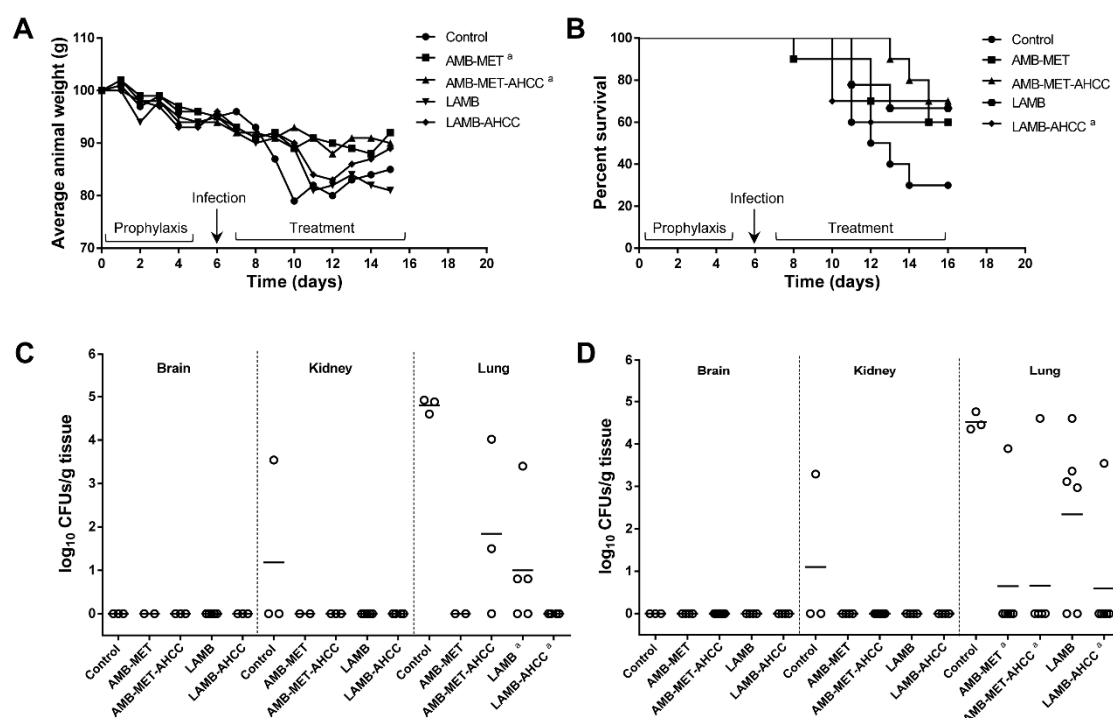 A
Average animal weight (g)
110
100
90
80
70
0 2 4 6 8 10 12 14 16 18 20
Time (days)
Prophylaxis
Infection
Treatment
Control
AMB-MET a
AMB-MET-AHCC a
LAMB
LAMB-AHCC
B
Percent survival
100
80
60
40
20
0
0 2 4 6 8 10 12 14 16 18 20
Time (days)
Prophylaxis
Infection
Treatment
Control
AMB-MET
AMB-MET-AHCC
LAMB
LAMB-AHCC a
C
log10 CFUs/g tissue
6
5
4
3
2
1
0
Brain
Kidney
Lung
Control
AMB-MET
AMB-MET-AHCC
LAMB
LAMB-AHCC
Control
AMB-MET
AMB-MET-AHCC
LAMB
LAMB-AHCC
Control
AMB-MET
AMB-MET-AHCC
LAMB a
LAMB-AHCC a
D
log10 CFUs/g tissue
6
5
4
3
2
1
0
Brain
Kidney
Lung
Control
AMB-MET
AMB-MET-AHCC
LAMB
LAMB-AHCC
Control
AMB-MET
AMB-MET-AHCC
LAMB
LAMB-AHCC
Control
AMB-MET a
AMB-MET-AHCC a
LAMB
LAMB-AHCC a